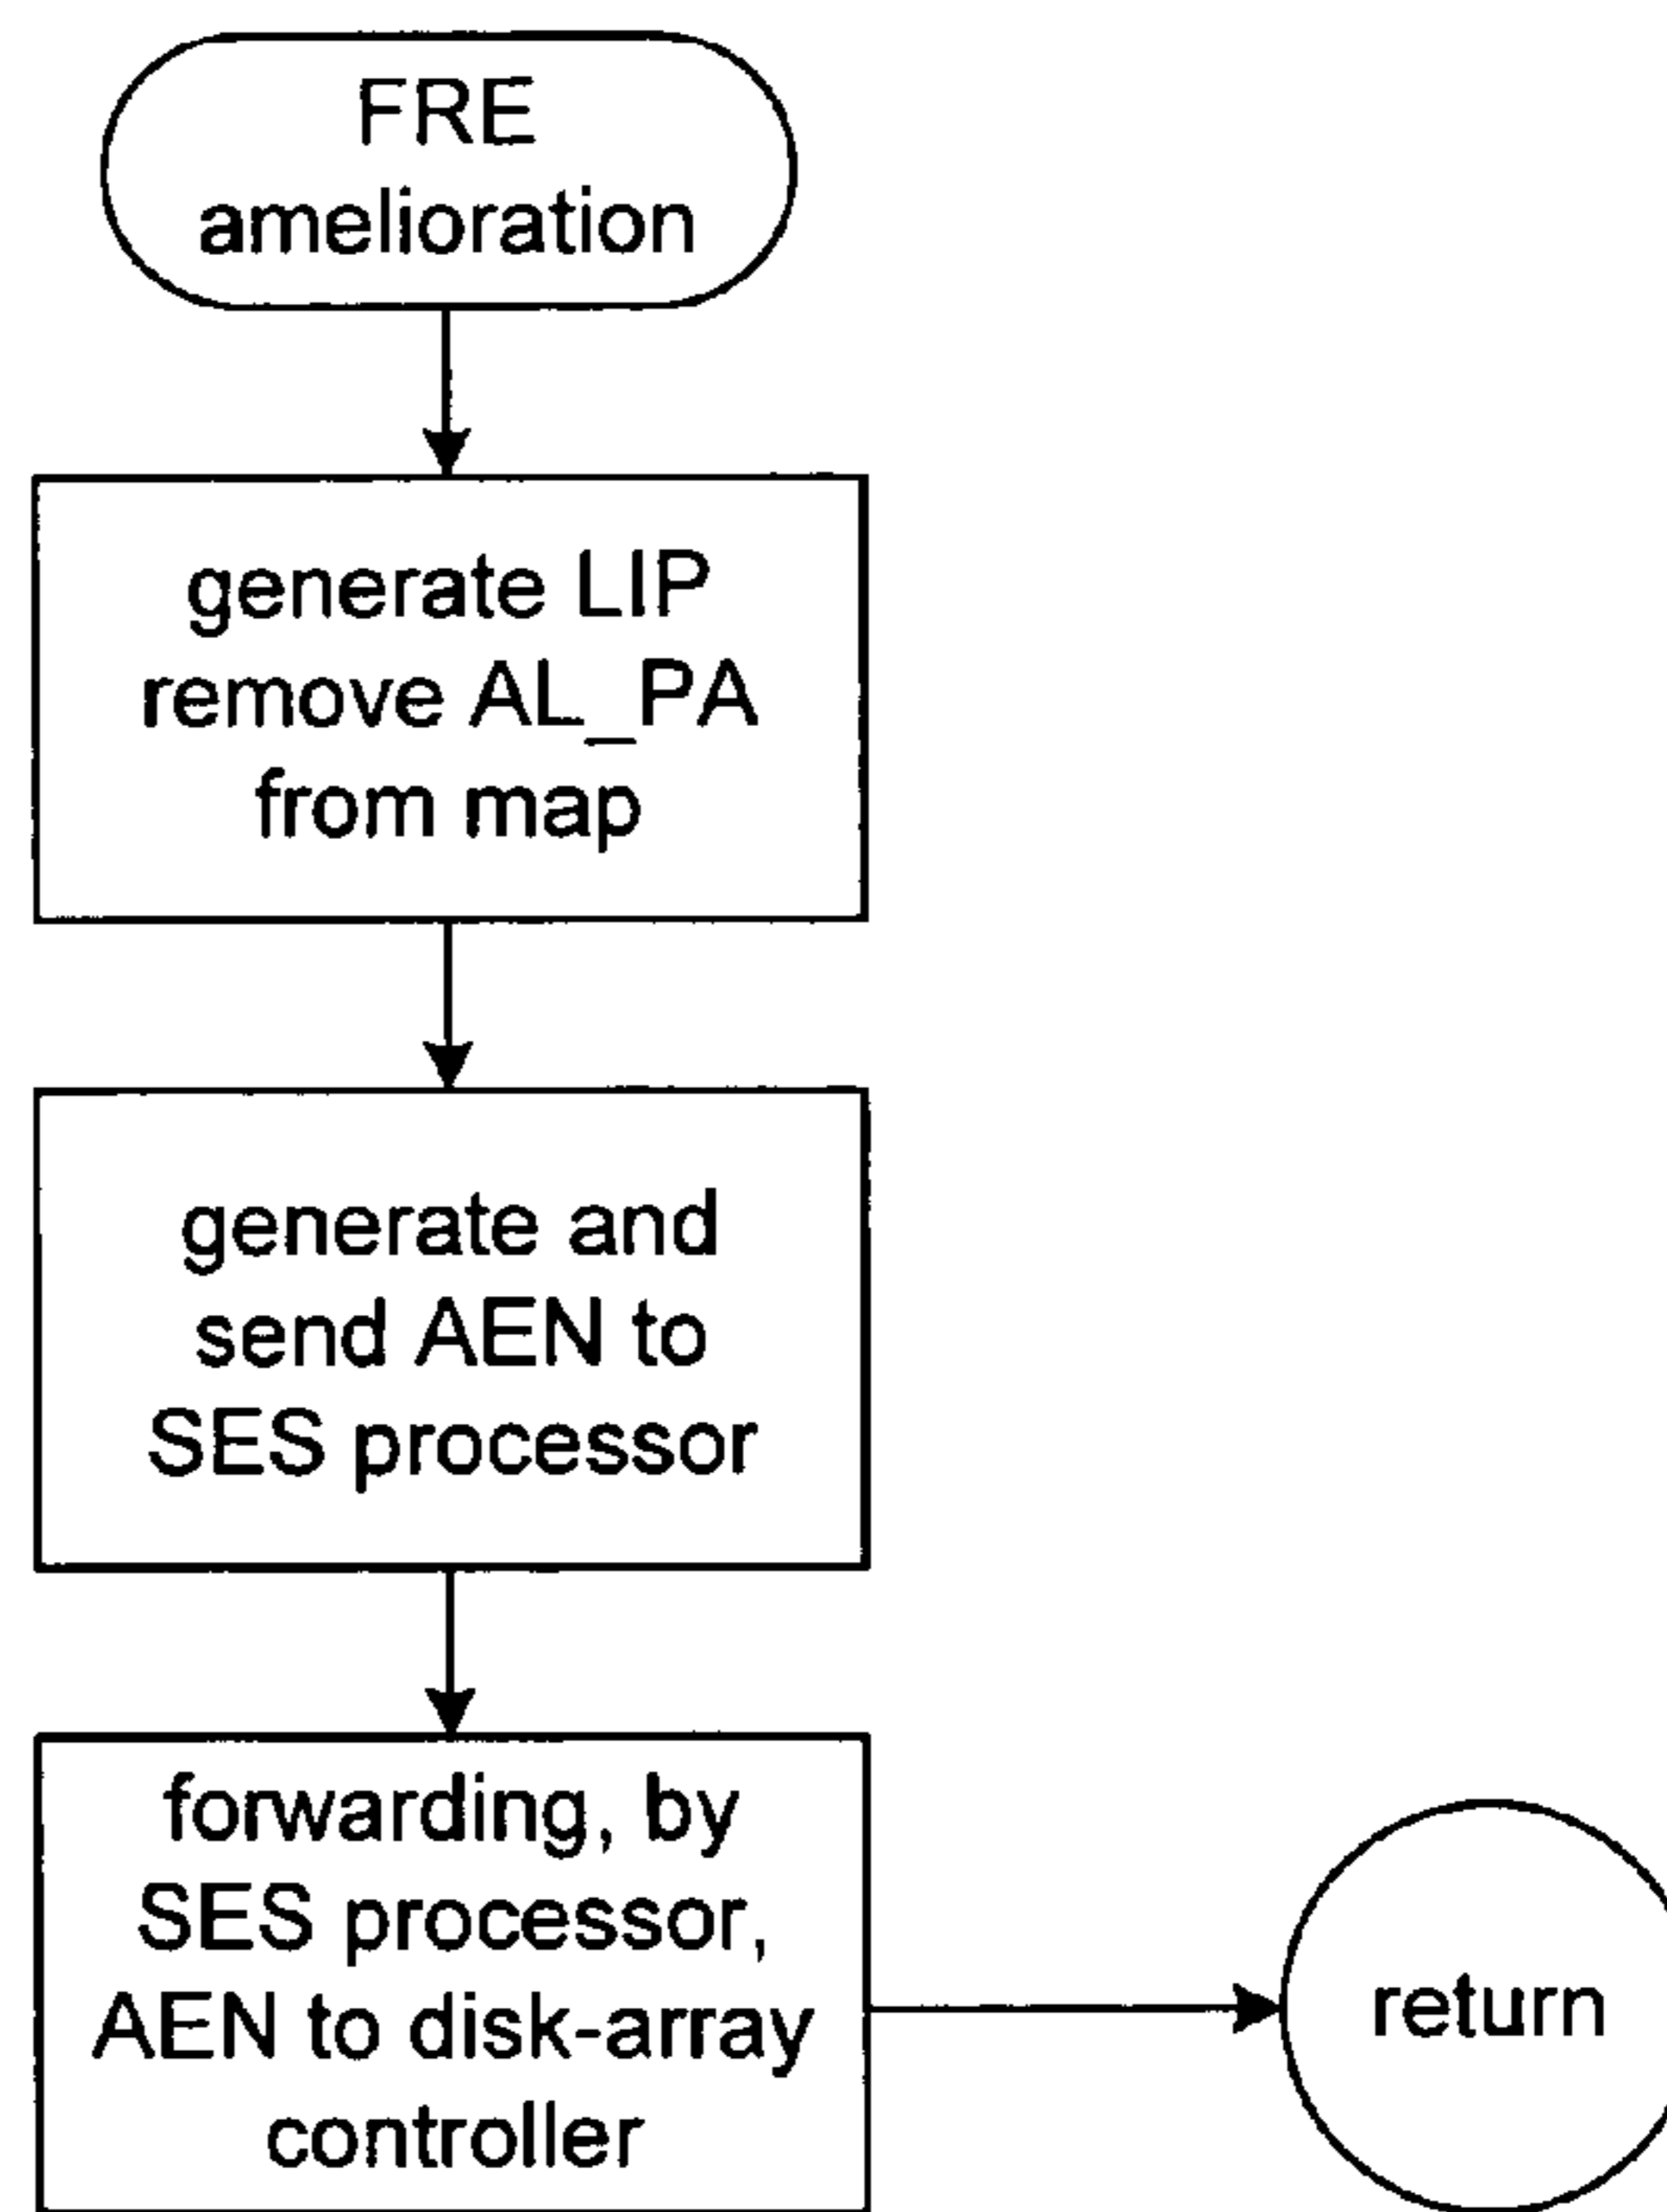 FRE
amelioration
generate LIP
remove AL_PA
from map
generate and
send AEN to
SES processor
forwarding, by
SES processor,
AEN to disk-array
controller
return